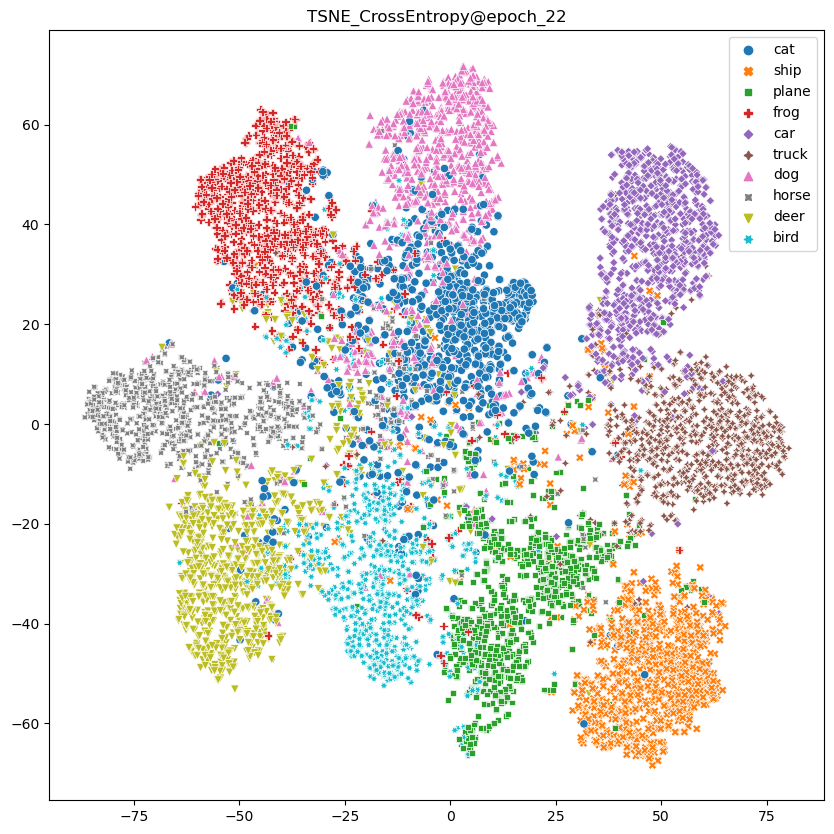 TSNE_CrossEntropy@epoch_22
cat
ship
plane
frog
car
truck
dog
horse
deer
bird
60
40
20
0
−20
−40
−60
−75
−50
−25
0
25
50
75